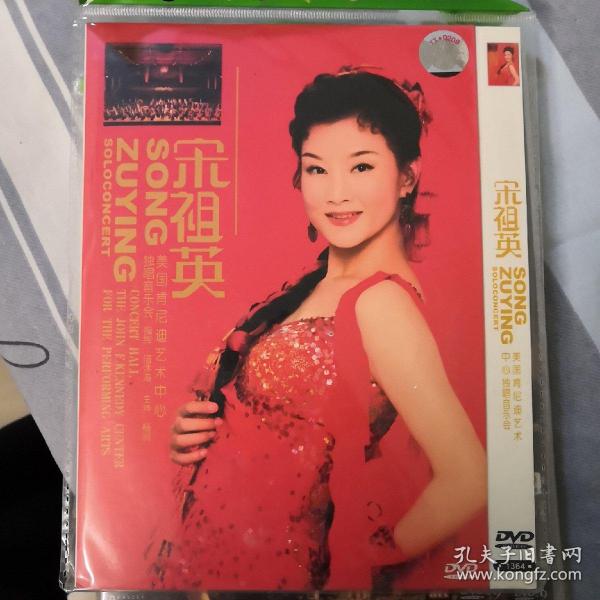 宋祖英
SONG
ZUYING
SOLOCONCERT
美国肯尼迪艺术中心
独唱音乐会
CONCERT HALL,
THE JOHN F.KENNEDY CENTER
FOR THE PERFORMING ARTS
DVD
宋祖英
SONG
ZUYING
SOLOCONCERT
美国肯尼迪艺术
中心独唱音乐会
DVD
1364
孔夫子旧书网
www.kongfz.com